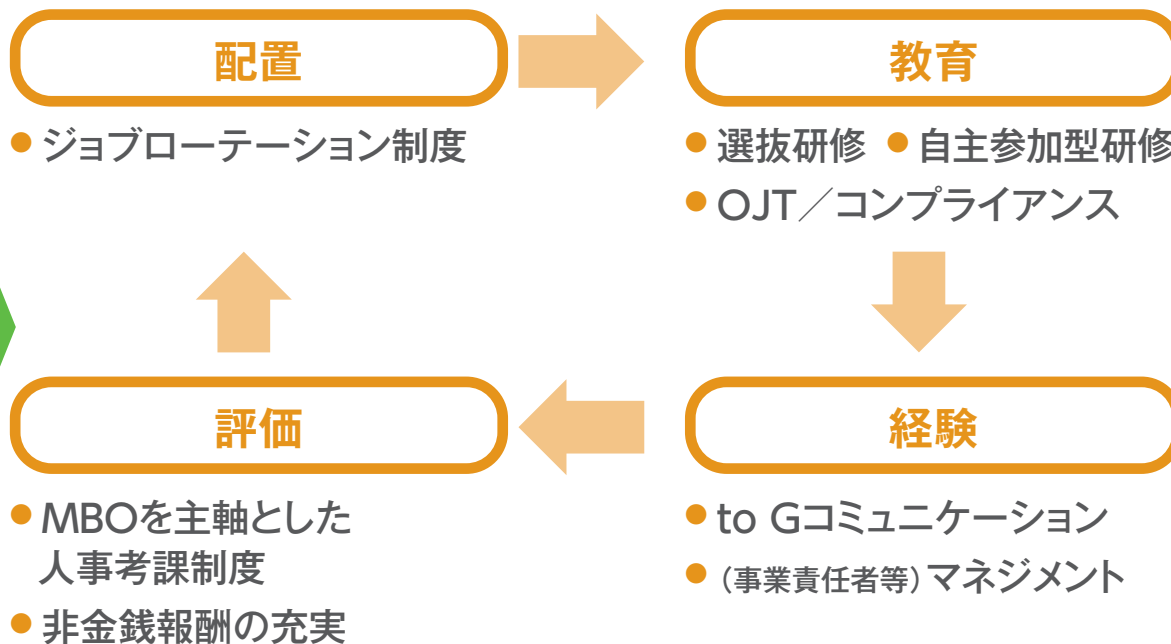 配置
● ジョブローテーション制度
教育
● 選抜研修 ● 自主参加型研修
● OJT／コンプライアンス
評価
● MBOを主軸とした
人事考課制度
● 非金銭報酬の充実
経験
● to Gコミュニケーション
● （事業責任者等）マネジメント